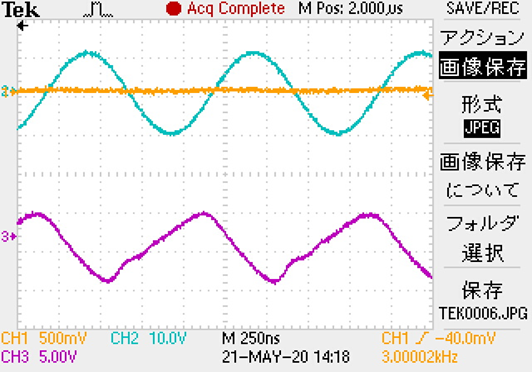 Tek Acq Complete M Pos: 2.000us SAVE/REC
アクション
画像保存
形式
JPEG
画像保存
について
フォルダ
選択
保存
TEK0006.JPG
2
3
CH1 500mV CH2 10.0V M 250ns CH1 -40.0mV
CH3 5.00V 21-MAY-20 14:18 3.00002kHz